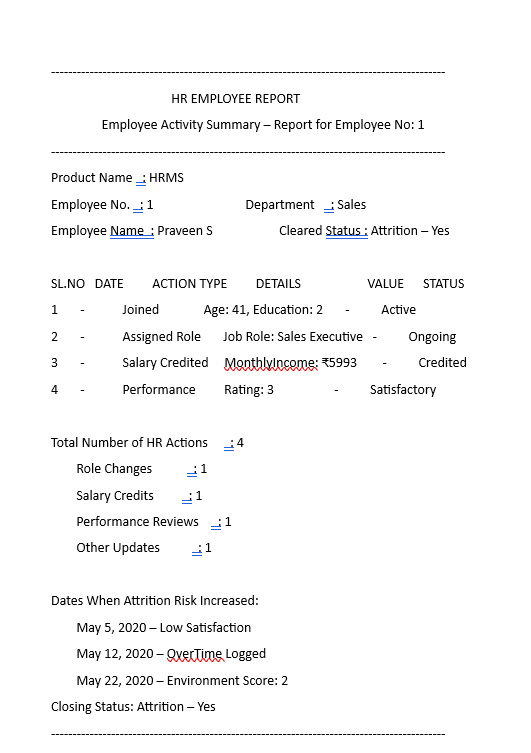 --------------------------------------------------------------------------------------------
HR EMPLOYEE REPORT
Employee Activity Summary – Report for Employee No: 1
--------------------------------------------------------------------------------------------
Product Name  : HRMS
Employee No.  : 1 Department  : Sales
Employee Name  : Praveen S Cleared Status : Attrition – Yes
SL.NO DATE ACTION TYPE DETAILS VALUE STATUS
1 - Joined Age: 41, Education: 2 - Active
2 - Assigned Role Job Role: Sales Executive - Ongoing
3 - Salary Credited MonthlyIncome: ₹5993 - Credited
4 - Performance Rating: 3 - Satisfactory
Total Number of HR Actions  : 4
Role Changes  : 1
Salary Credits  : 1
Performance Reviews  : 1
Other Updates  : 1
Dates When Attrition Risk Increased:
May 5, 2020 – Low Satisfaction
May 12, 2020 – OverTime Logged
May 22, 2020 – Environment Score: 2
Closing Status: Attrition – Yes
--------------------------------------------------------------------------------------------